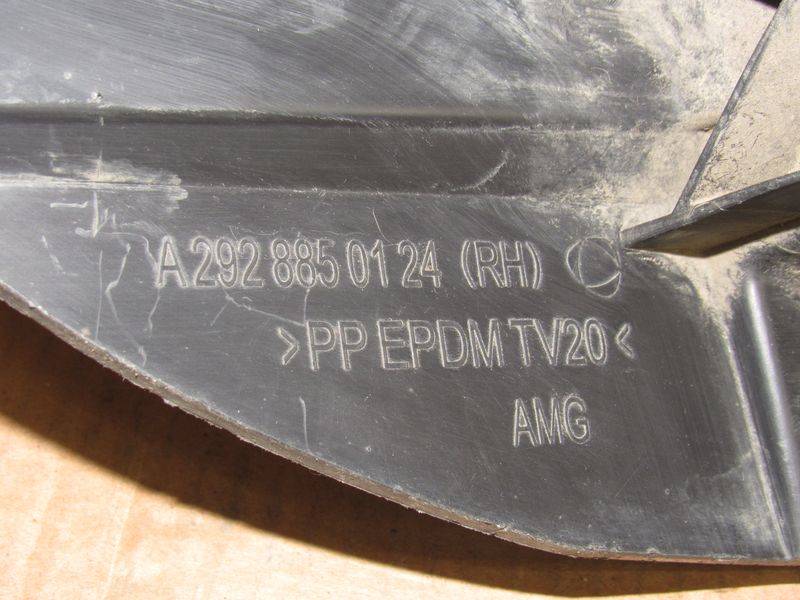 A 292 885 01 24 (RH)
>PP EPDM TV20<
AMG